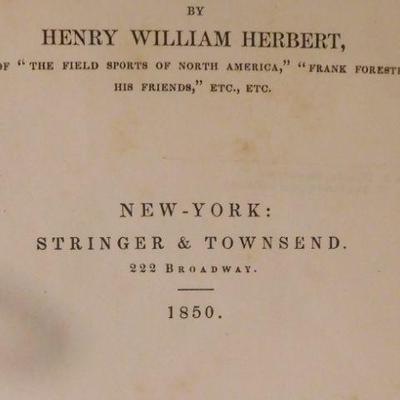 BY
HENRY WILLIAM HERBERT,
OF "THE FIELD SPORTS OF NORTH AMERICA," "FRANK FORESTE
HIS FRIENDS," ETC., ETC.
NEW-YORK:
STRINGER & TOWNSEND.
222 BROADWAY.
1850.